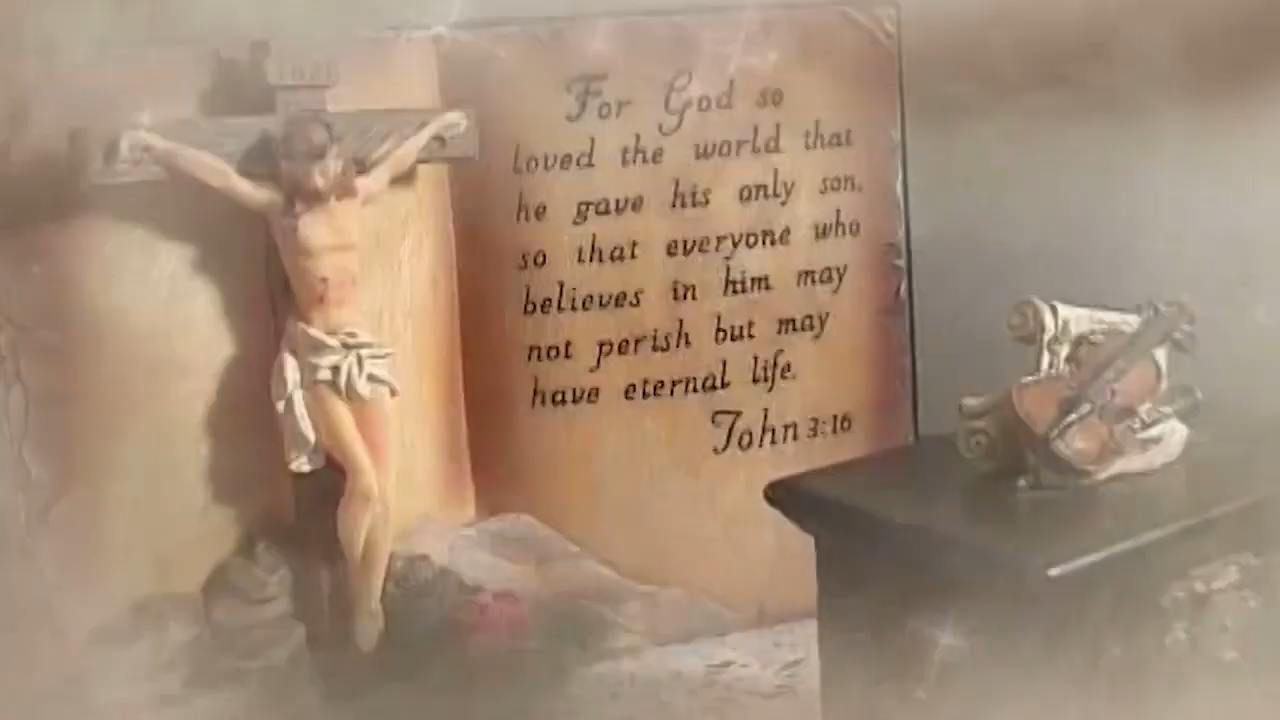 For God so
loved the world that
he gave his only son,
so that everyone who
believes in him may
not perish but may
have eternal life.
John 3:16